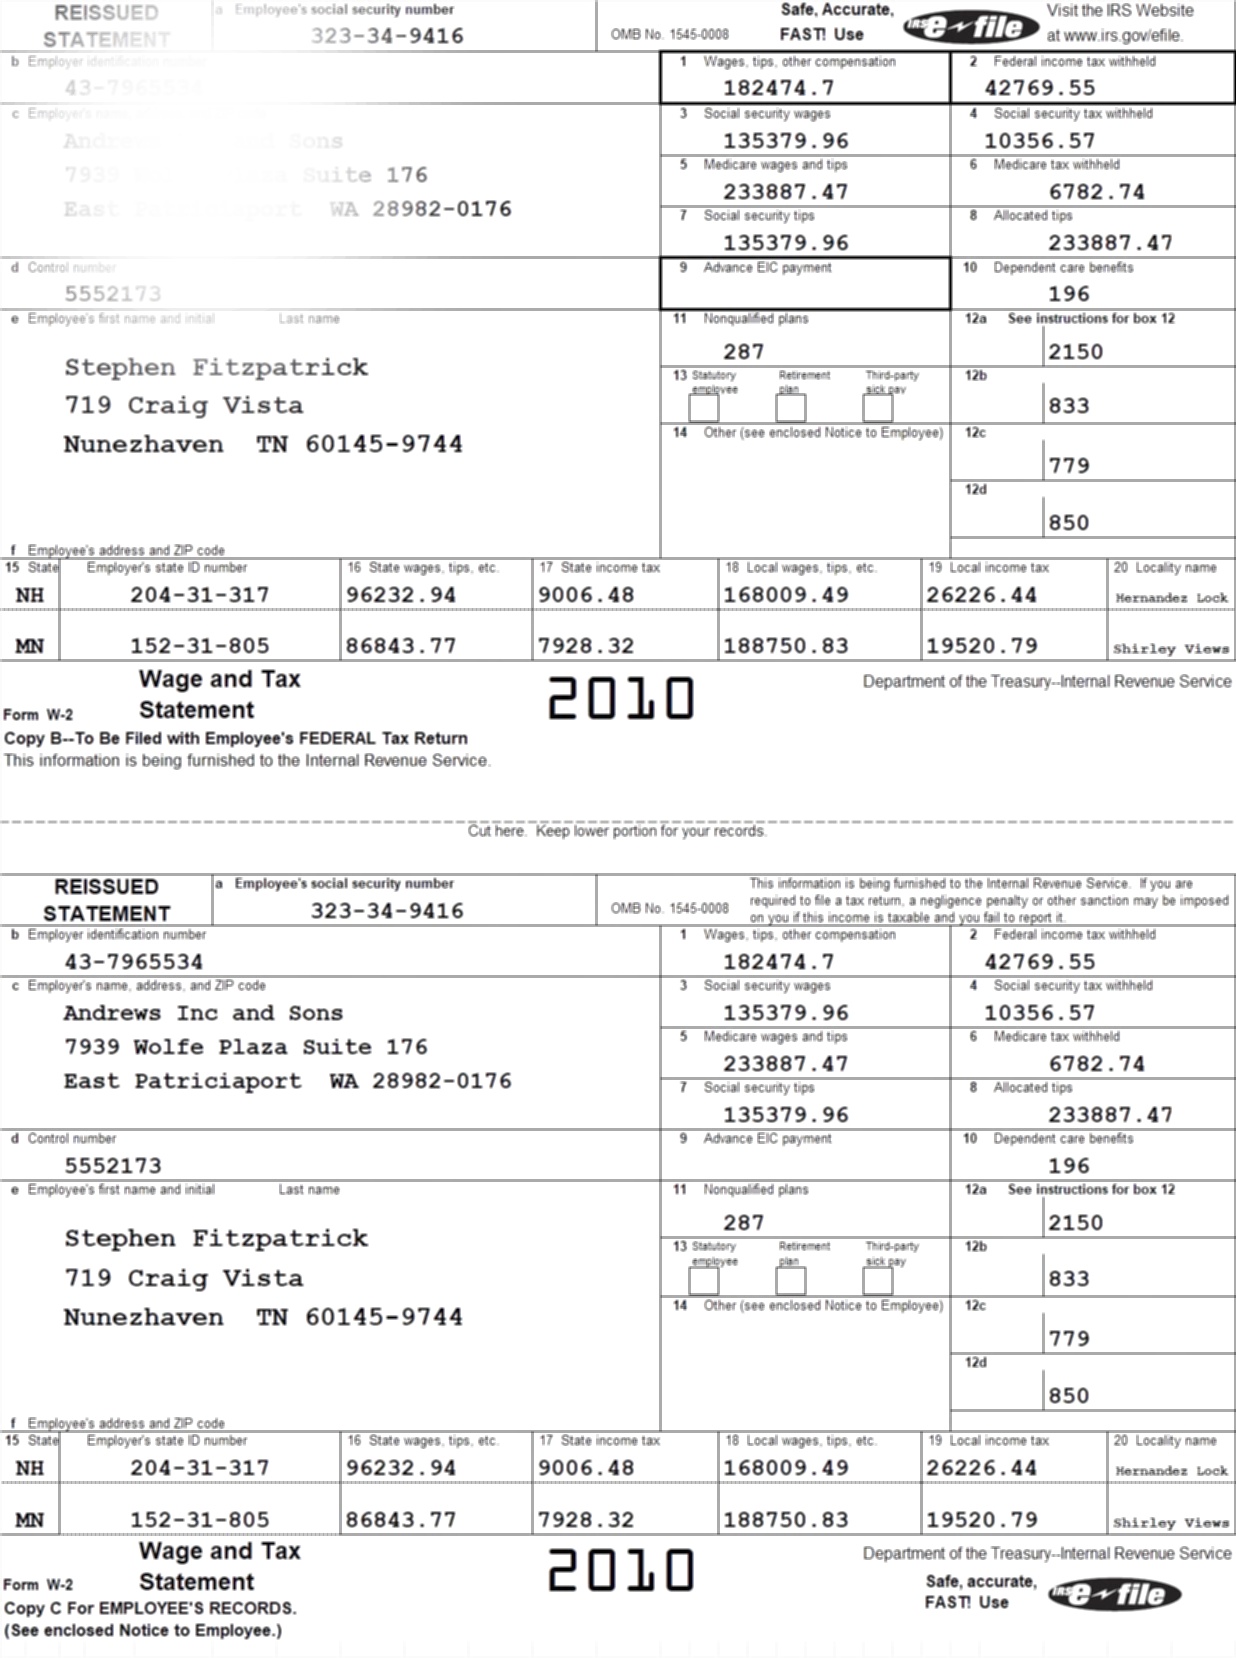 REISSUED STATEMENT
a Employee's social security number
323-34-9416
OMB No. 1545-0008
Safe, Accurate, FAST! Use
IRS e-file
Visit the IRS Website at www.irs.gov/efile.
b Employer identification number
43-7965534
1 Wages, tips, other compensation
182474.7
2 Federal income tax withheld
42769.55
c Employer's
3 Social security wages
135379.96
4 Social security tax withheld
10356.57
Andrews and Sons
7939 Suite 176
East Patriciaport WA 28982-0176
5 Medicare wages and tips
233887.47
6 Medicare tax withheld
6782.74
7 Social security tips
135379.96
8 Allocated tips
233887.47
d Control number
5552173
9 Advance EIC payment
10 Dependent care benefits
196
e Employee's first name and initial Last name
Stephen Fitzpatrick
719 Craig Vista
Nunezhaven TN 60145-9744
11 Nonqualified plans
287
12a See instructions for box 12
2150
13 Statutory employee Retirement plan Third-party sick pay
12b
833
14 Other (see enclosed Notice to Employee)
12c
779
12d
850
f Employee's address and ZIP code
15 State Employer's state ID number 16 State wages, tips, etc. 17 State income tax 18 Local wages, tips, etc. 19 Local income tax 20 Locality name
NH 204-31-317 96232.94 9006.48 168009.49 26226.44 Hernandez Lock
MN 152-31-805 86843.77 7928.32 188750.83 19520.79 Shirley Views
Form W-2 Wage and Tax Statement
2010
Department of the Treasury--Internal Revenue Service
Copy B--To Be Filed with Employee's FEDERAL Tax Return
This information is being furnished to the Internal Revenue Service.
Cut here. Keep lower portion for your records.
REISSUED STATEMENT
a Employee's social security number
323-34-9416
OMB No. 1545-0008
This information is being furnished to the Internal Revenue Service. If you are
required to file a tax return, a negligence penalty or other sanction may be imposed
on you if this income is taxable and you fail to report it.
b Employer identification number
43-7965534
1 Wages, tips, other compensation
182474.7
2 Federal income tax withheld
42769.55
c Employer's name, address, and ZIP code
Andrews Inc and Sons
7939 Wolfe Plaza Suite 176
East Patriciaport WA 28982-0176
3 Social security wages
135379.96
4 Social security tax withheld
10356.57
5 Medicare wages and tips
233887.47
6 Medicare tax withheld
6782.74
7 Social security tips
135379.96
8 Allocated tips
233887.47
d Control number
5552173
9 Advance EIC payment
10 Dependent care benefits
196
e Employee's first name and initial Last name
Stephen Fitzpatrick
719 Craig Vista
Nunezhaven TN 60145-9744
11 Nonqualified plans
287
12a See instructions for box 12
2150
13 Statutory employee Retirement plan Third-party sick pay
12b
833
14 Other (see enclosed Notice to Employee)
12c
779
12d
850
f Employee's address and ZIP code
15 State Employer's state ID number 16 State wages, tips, etc. 17 State income tax 18 Local wages, tips, etc. 19 Local income tax 20 Locality name
NH 204-31-317 96232.94 9006.48 168009.49 26226.44 Hernandez Lock
MN 152-31-805 86843.77 7928.32 188750.83 19520.79 Shirley Views
Form W-2 Wage and Tax Statement
2010
Department of the Treasury--Internal Revenue Service
Safe, accurate, FAST! Use
IRS e-file
Copy C For EMPLOYEE'S RECORDS.
(See enclosed Notice to Employee.)